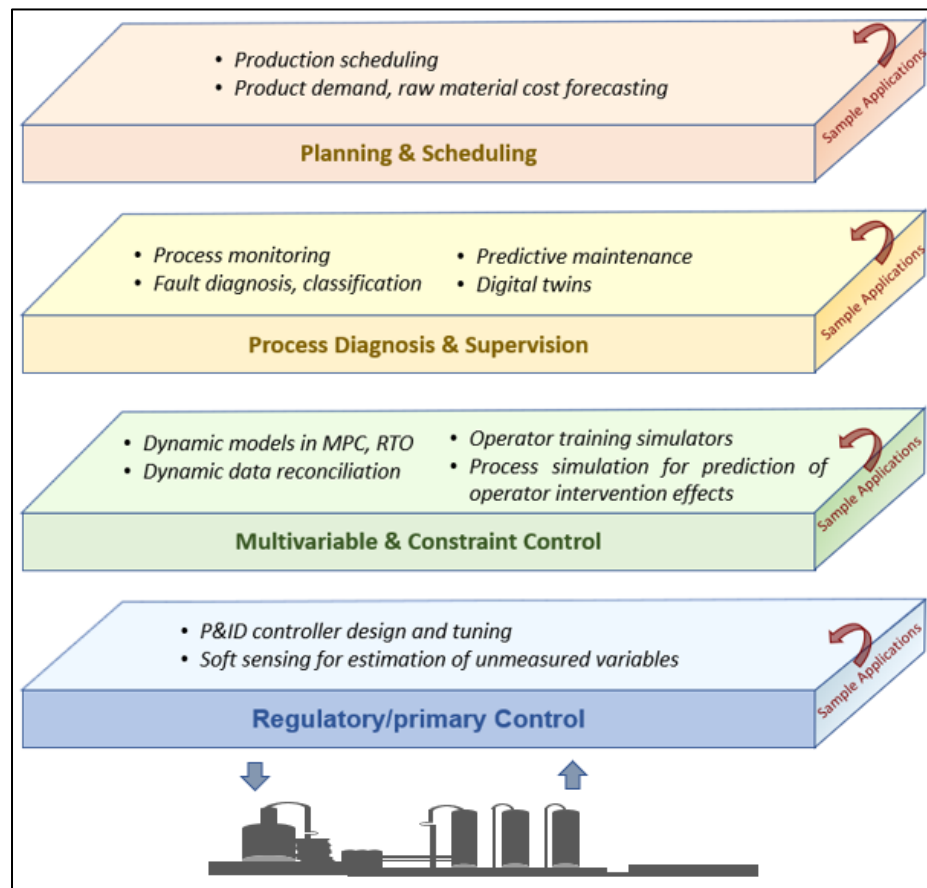 • Production scheduling
• Product demand, raw material cost forecasting
Sample Applications
Planning & Scheduling
• Process monitoring
• Fault diagnosis, classification
• Predictive maintenance
• Digital twins
Sample Applications
Process Diagnosis & Supervision
• Dynamic models in MPC, RTO
• Dynamic data reconciliation
• Operator training simulators
• Process simulation for prediction of
operator intervention effects
Sample Applications
Multivariable & Constraint Control
• P&ID controller design and tuning
• Soft sensing for estimation of unmeasured variables
Sample Applications
Regulatory/primary Control